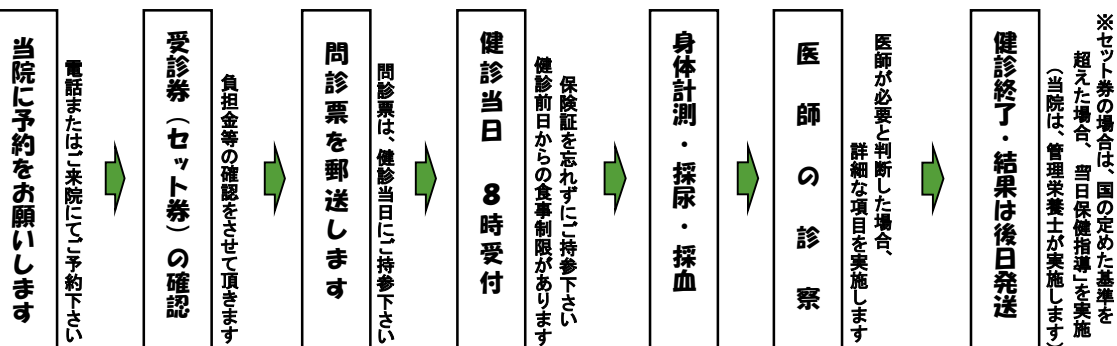 当院に予約をお願いします
電話またはご来院にてご予約下さい
受診券（セット券）の確認
負担金等の確認をさせて頂きます
問診票を郵送します
問診票は、健診当日にご持参下さい
健診当日 8時受付
保険証を忘れずにご持参下さい
健診前日からの食事制限があります
身体計測・採尿・採血
医師の診察
医師が必要と判断した場合、
詳細な項目を実施します
健診終了・結果は後日発送
※セット券の場合は、国の定めた基準を
超えた場合、当日保健指導」を実施
（当院は、管理栄養士が実施します）